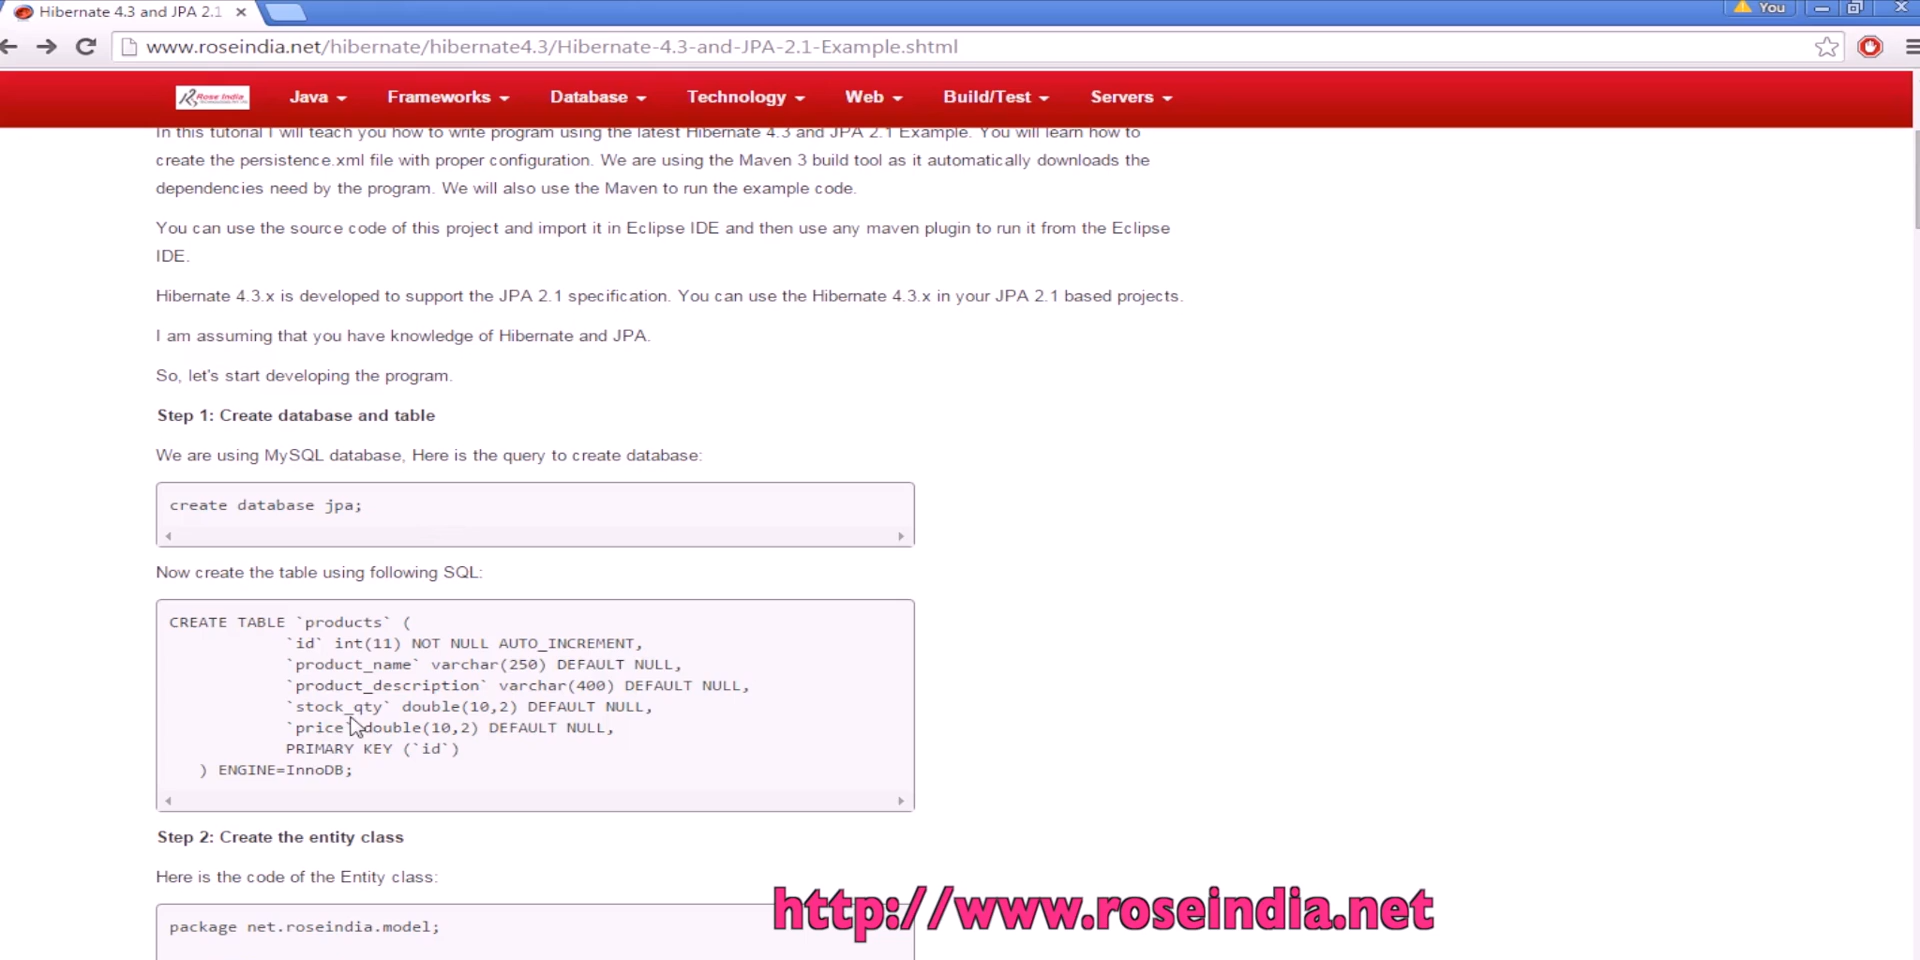 Hibernate 4.3 and JPA 2.1
You
www.roseindia.net/hibernate/hibernate4.3/Hibernate-4.3-and-JPA-2.1-Example.shtml
Rose India Java Frameworks Database Technology Web Build/Test Servers
In this tutorial I will teach you how to write program using the latest Hibernate 4.3 and JPA 2.1 Example. You will learn how to
create the persistence.xml file with proper configuration. We are using the Maven 3 build tool as it automatically downloads the
dependencies need by the program. We will also use the Maven to run the example code.
You can use the source code of this project and import it in Eclipse IDE and then use any maven plugin to run it from the Eclipse
IDE.
Hibernate 4.3.x is developed to support the JPA 2.1 specification. You can use the Hibernate 4.3.x in your JPA 2.1 based projects.
I am assuming that you have knowledge of Hibernate and JPA.
So, let's start developing the program.
Step 1: Create database and table
We are using MySQL database, Here is the query to create database:
create database jpa;
Now create the table using following SQL:
CREATE TABLE `products` (
`id` int(11) NOT NULL AUTO_INCREMENT,
`product_name` varchar(250) DEFAULT NULL,
`product_description` varchar(400) DEFAULT NULL,
`stock_qty` double(10,2) DEFAULT NULL,
`price` double(10,2) DEFAULT NULL,
PRIMARY KEY (`id`)
) ENGINE=InnoDB;
Step 2: Create the entity class
Here is the code of the Entity class:
package net.roseindia.model;
http://www.roseindia.net